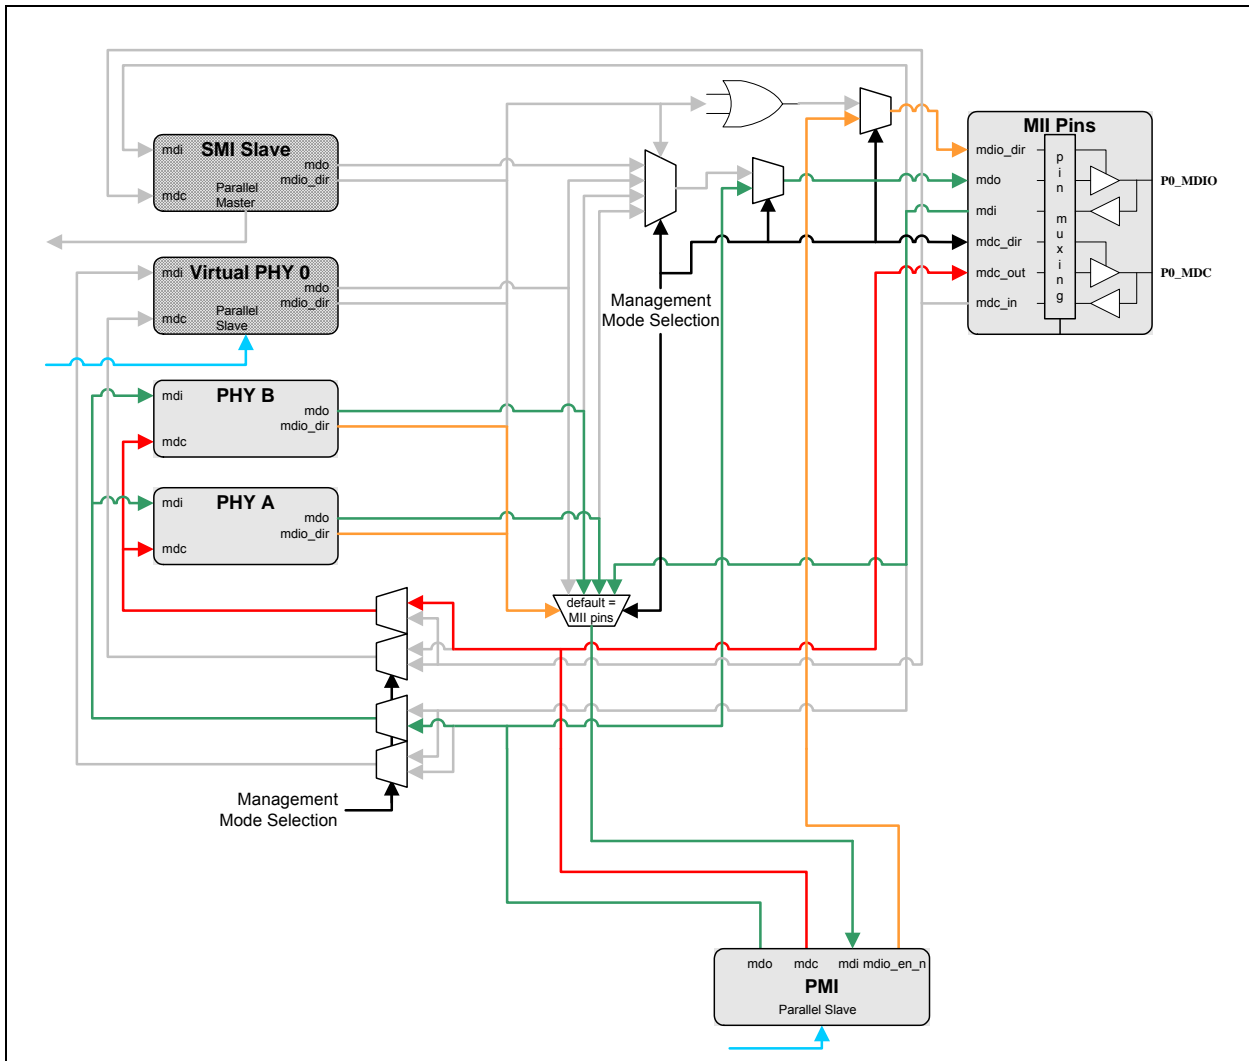 SMI Slave
mdi
mdo
mdio_dir
mdc
Parallel
Master
Virtual PHY 0
mdi
mdo
mdio_dir
mdc
Parallel
Slave
PHY B
mdi
mdo
mdio_dir
mdc
PHY A
mdi
mdo
mdio_dir
mdc
MII Pins
mdio_dir
mdo
mdi
mdc_dir
mdc_out
mdc_in
pin muxing
P0_MDIO
P0_MDC
Management
Mode Selection
default =
MII pins
Management
Mode Selection
mdo mdc mdi mdio_en_n
PMI
Parallel Slave